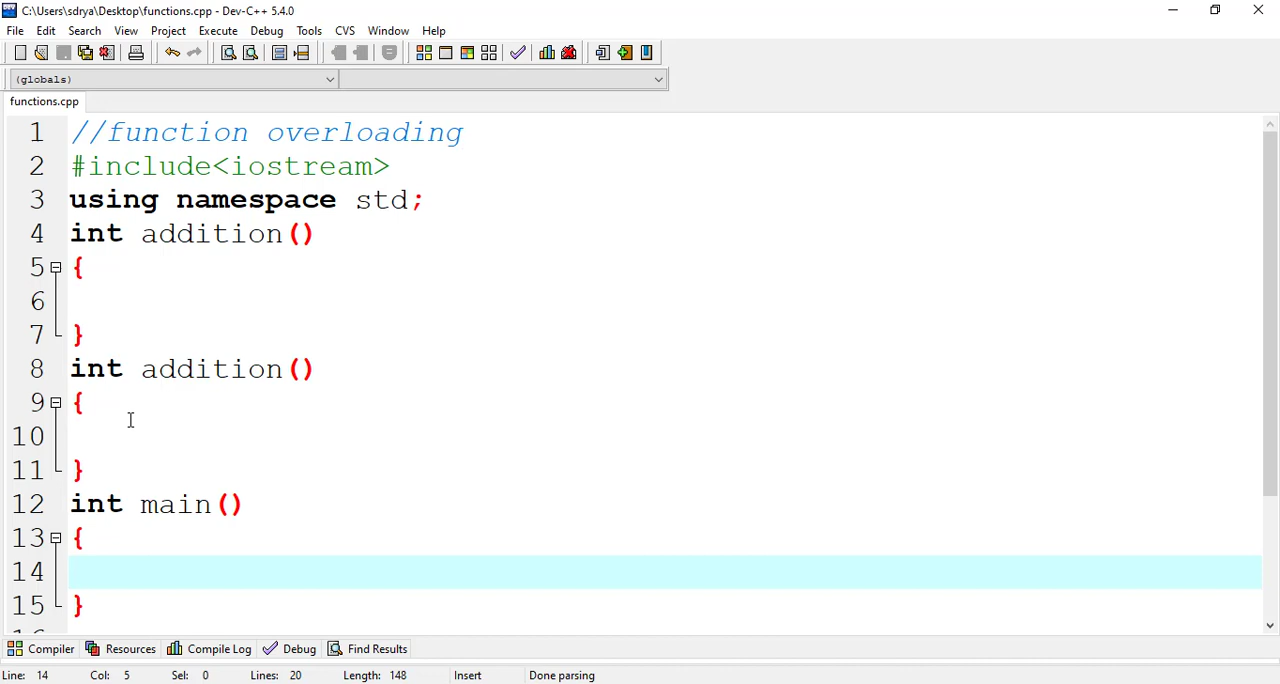 C:\Users\sdrya\Desktop\functions.cpp - Dev-C++ 5.4.0
File Edit Search View Project Execute Debug Tools CVS Window Help
(globals)
functions.cpp
1 //function overloading
2 #include<iostream>
3 using namespace std;
4 int addition()
5 {
6
7 }
8 int addition()
9 {
10
11 }
12 int main()
13 {
14
15 }
Compiler Resources Compile Log Debug Find Results
Line: 14 Col: 5 Sel: 0 Lines: 20 Length: 148 Insert Done parsing